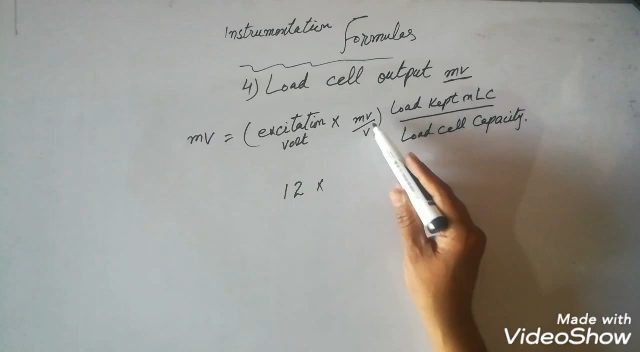 Instrumentation Formulas
4) Load cell output mv
mv = (excitation volt × mv/v) Load Kept in LC / Load cell Capacity.
12 ×
Made with
VideoShow